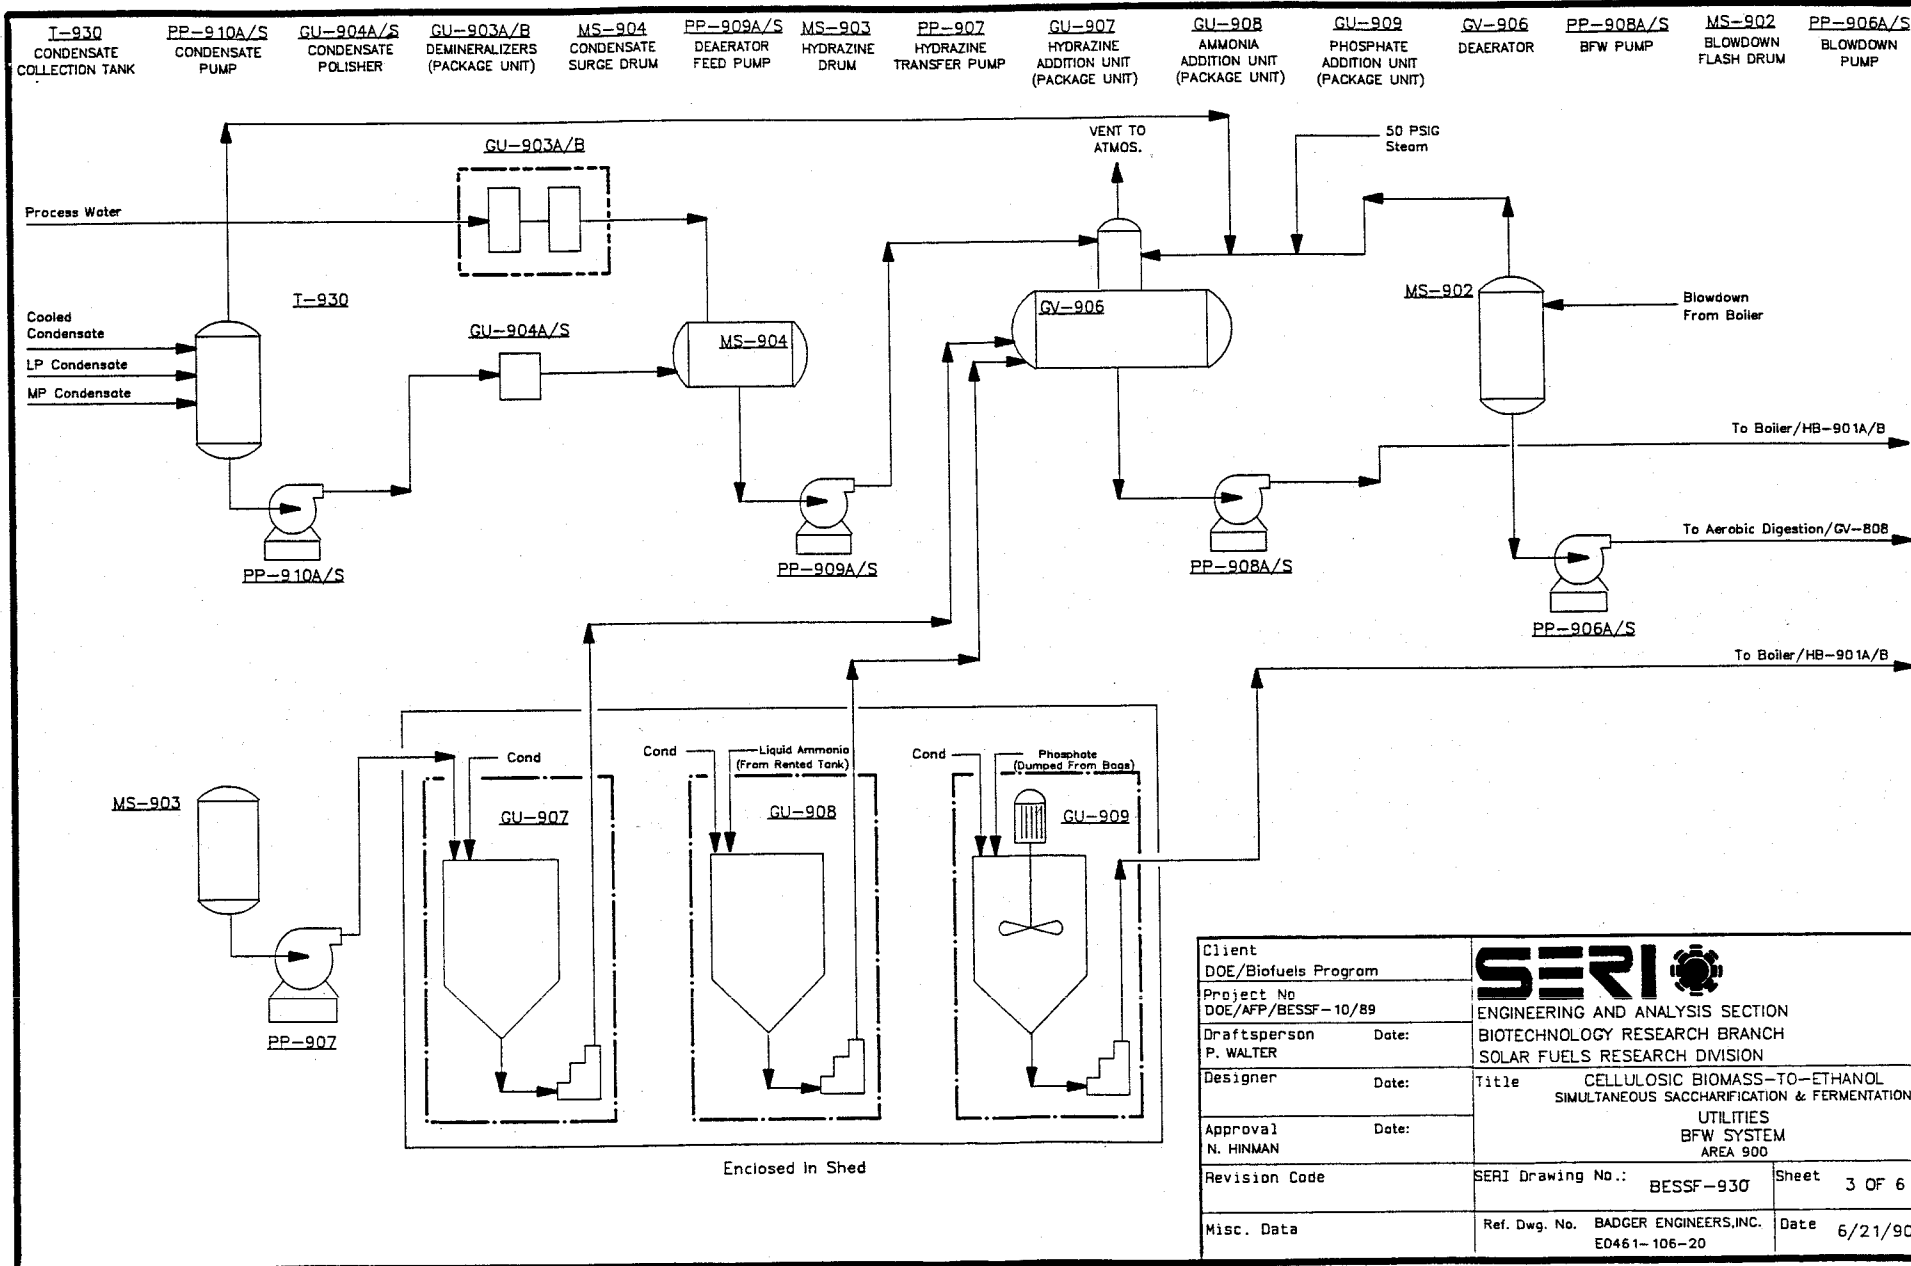 T-930
CONDENSATE
COLLECTION TANK
PP-910A/S
CONDENSATE
PUMP
GU-904A/S
CONDENSATE
POLISHER
GU-903A/B
DEMINERALIZERS
(PACKAGE UNIT)
MS-904
CONDENSATE
SURGE DRUM
PP-909A/S
DEAERATOR
FEED PUMP
MS-903
HYDRAZINE
DRUM
PP-907
HYDRAZINE
TRANSFER PUMP
GU-907
HYDRAZINE
ADDITION UNIT
(PACKAGE UNIT)
GU-908
AMMONIA
ADDITION UNIT
(PACKAGE UNIT)
GU-909
PHOSPHATE
ADDITION UNIT
(PACKAGE UNIT)
GV-906
DEAERATOR
PP-908A/S
BFW PUMP
MS-902
BLOWDOWN
FLASH DRUM
PP-906A/S
BLOWDOWN
PUMP
GU-903A/B
VENT TO
ATMOS.
50 PSIG
Steam
Process Water
T-930
Cooled
Condensate
LP Condensate
MP Condensate
GU-904A/S
MS-904
GV-906
MS-902
Blowdown
From Boiler
To Boiler/HB-901A/B
To Aerobic Digestion/GV-808
PP-910A/S
PP-909A/S
PP-908A/S
PP-906A/S
To Boiler/HB-901A/B
MS-903
PP-907
Cond
GU-907
Cond
Liquid Ammonia
(From Rented Tank)
GU-908
Cond
Phosphate
(Dumped From Bags)
GU-909
Enclosed in Shed
Client
DOE/Biofuels Program
Project No
DOE/AFP/BESSF-10/89
Draftsperson Date:
P. WALTER
Designer Date:
Approval Date:
N. HINMAN
Revision Code
Misc. Data
SERI
ENGINEERING AND ANALYSIS SECTION
BIOTECHNOLOGY RESEARCH BRANCH
SOLAR FUELS RESEARCH DIVISION
Title CELLULOSIC BIOMASS-TO-ETHANOL
SIMULTANEOUS SACCHARIFICATION & FERMENTATION
UTILITIES
BFW SYSTEM
AREA 900
SERI Drawing No.: BESSF-930
Sheet 3 OF 6
Ref. Dwg. No. BADGER ENGINEERS,INC.
E0461-106-20
Date 6/21/90